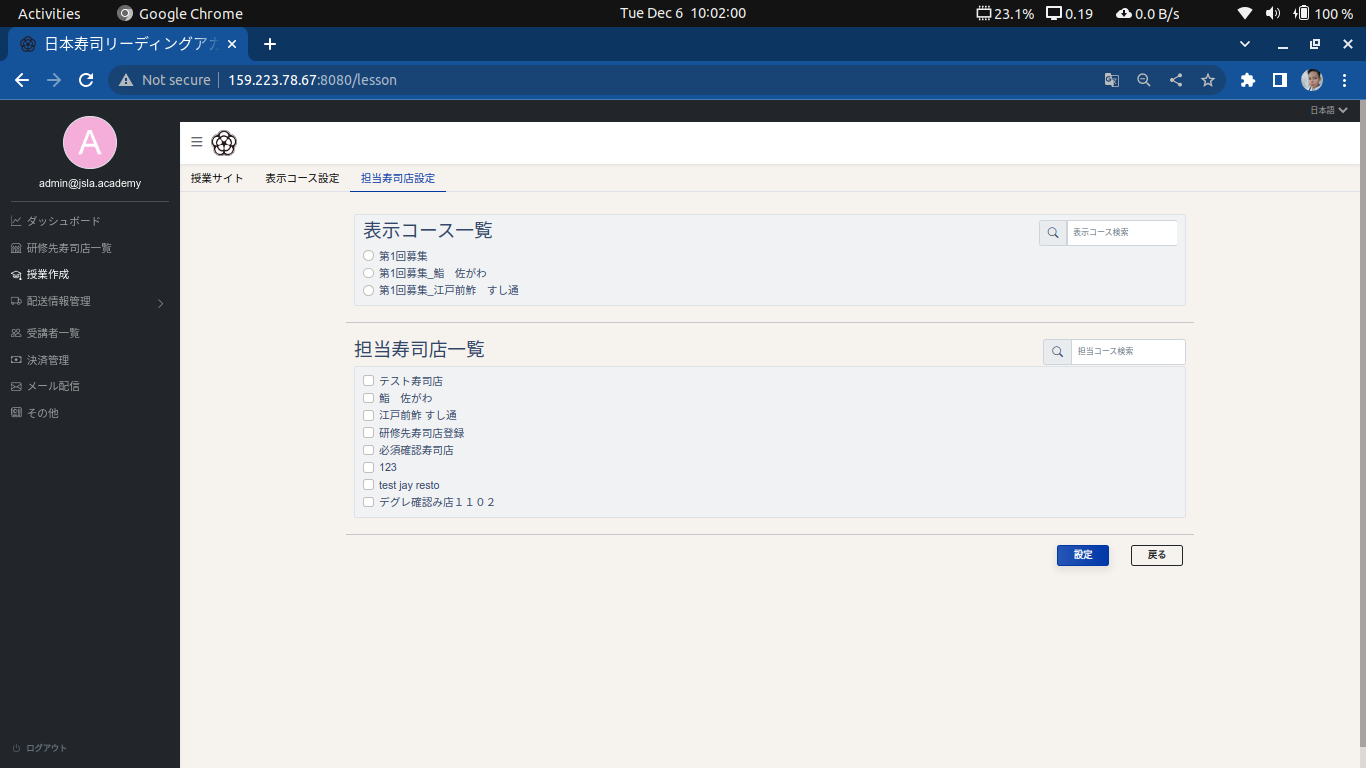 Activities
Google Chrome
Tue Dec 6 10:02:00
23.1%
0.19
0.0 B/s
100 %
日本寿司リーディングアカ
Not secure
159.223.78.67:8080/lesson
日本語
A
admin@jsla.academy
ダッシュボード
研修先寿司店一覧
授業作成
配送情報管理
受講者一覧
決済管理
メール配信
その他
ログアウト
授業サイト
表示コース設定
担当寿司店設定
表示コース一覧
表示コース検索
第1回募集
第1回募集_鮨　佐がわ
第1回募集_江戸前鮓　すし通
担当寿司店一覧
担当コース検索
テスト寿司店
鮨　佐がわ
江戸前鮓 すし通
研修先寿司店登録
必須確認寿司店
123
test jay resto
デグレ確認み店１１０２
設定
戻る